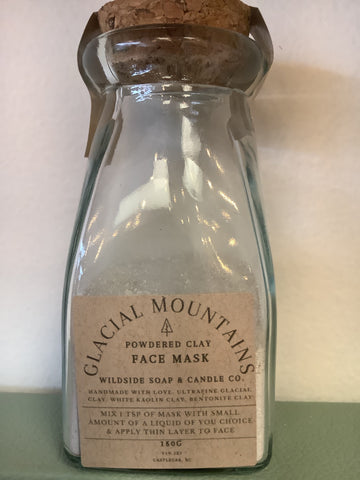 GLACIAL MOUNTAINS
POWDERED CLAY
FACE MASK
WILDSIDE SOAP & CANDLE CO.
HANDMADE WITH LOVE, ULTRAFINE GLACIAL
CLAY, WHITE KAOLIN CLAY, BENTONITE CLAY
MIX 1 TSP OF MASK WITH SMALL
AMOUNT OF A LIQUID OF YOU CHOICE
& APPLY THIN LAYER TO FACE
180G
CASTLEGAR, BC